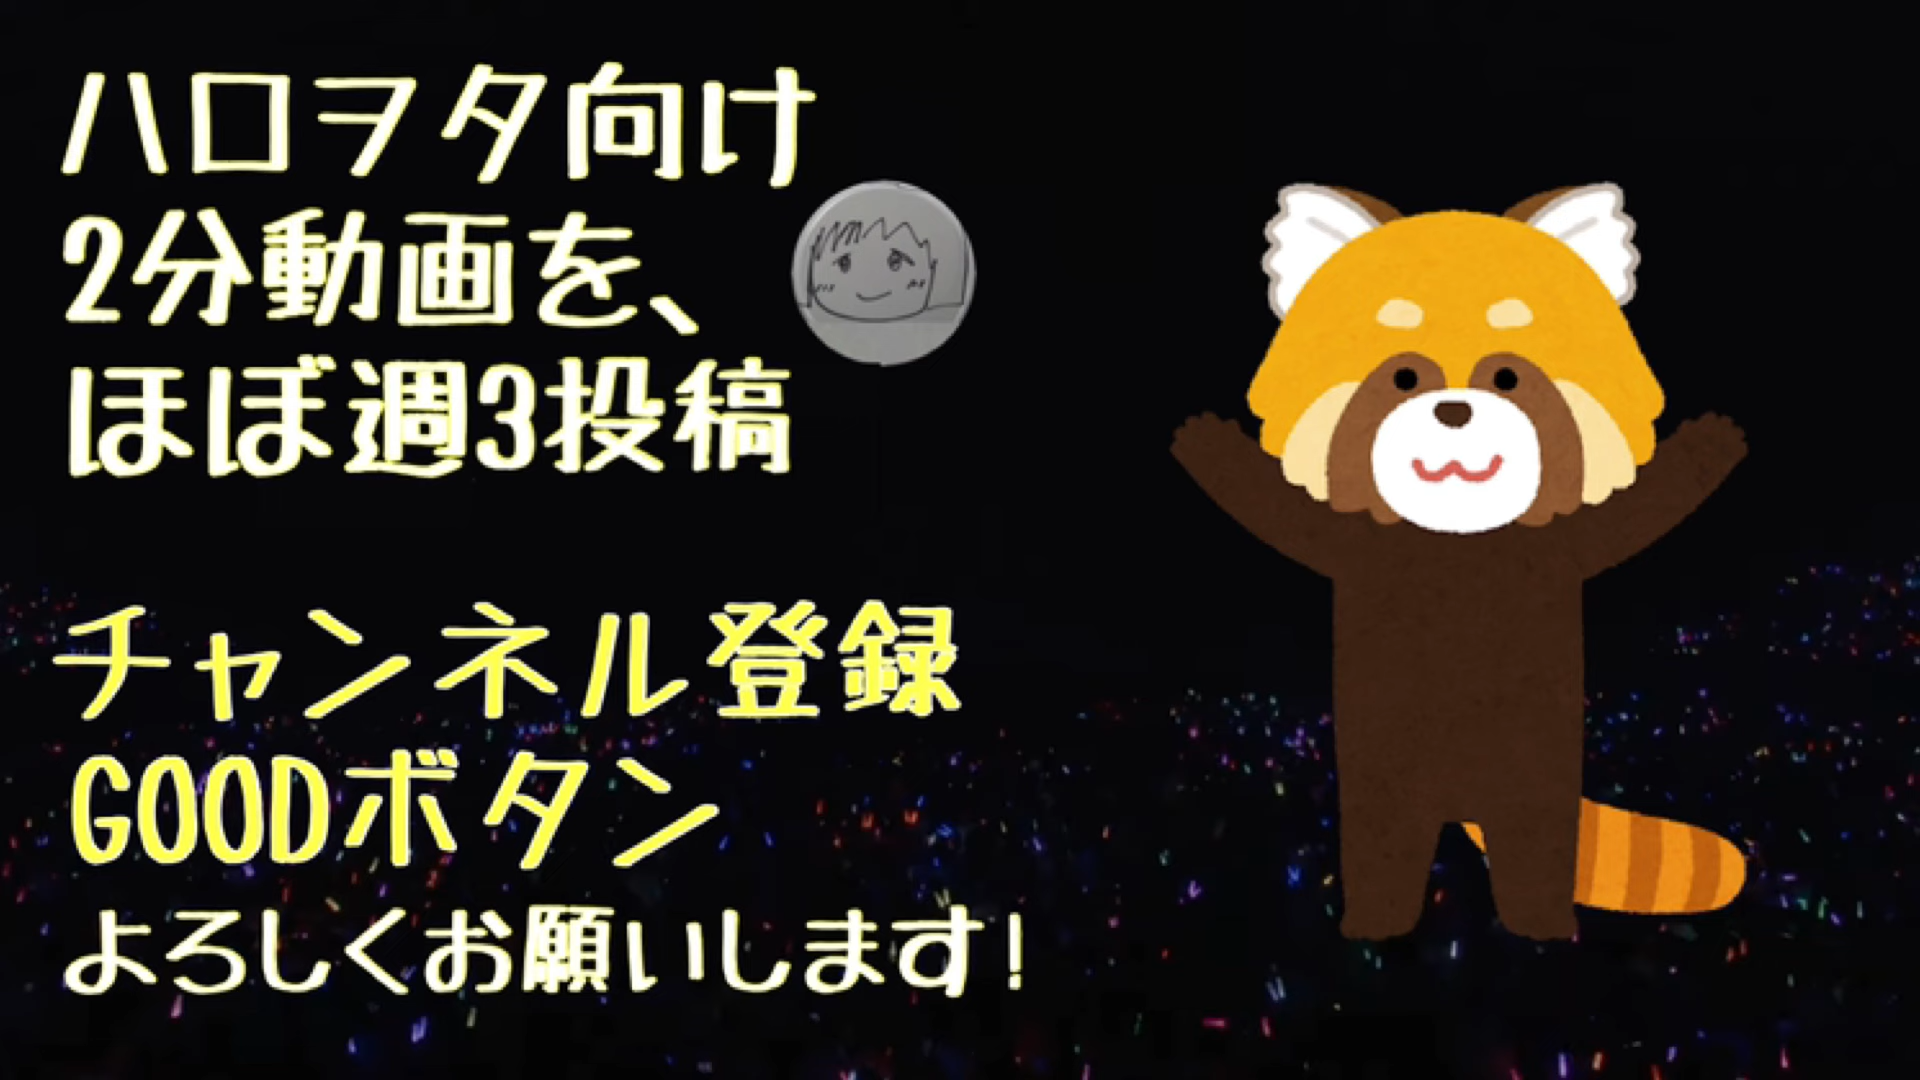 ハロヲタ向け
2分動画を、
ほぼ週3投稿
チャンネル登録
GOODボタン
よろしくお願いします!